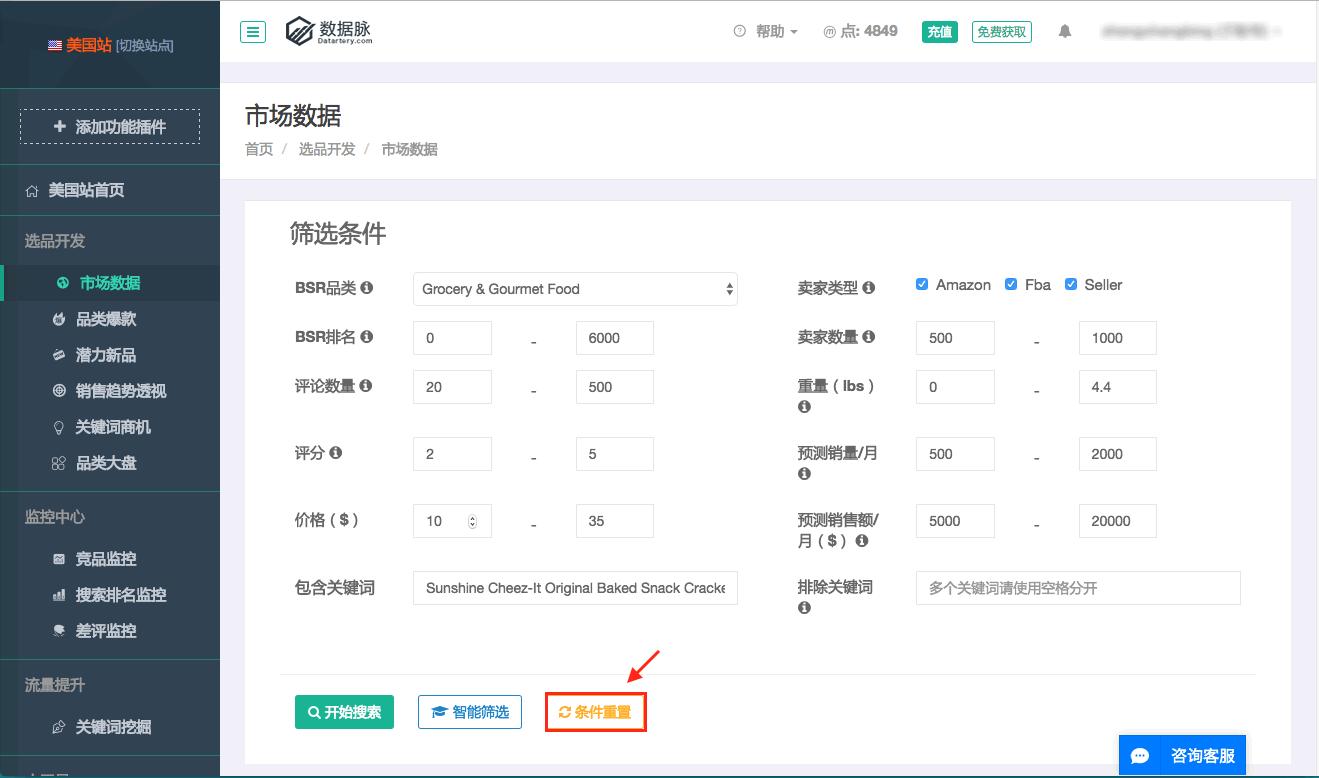 美国站 [切换站点]
数据脉
Datartery.com
帮助
点: 4849
充值
免费获取
添加功能插件
市场数据
首页 / 选品开发 / 市场数据
美国站首页
选品开发
市场数据
品类爆款
潜力新品
销售趋势透视
关键词商机
品类大盘
监控中心
竞品监控
搜索排名监控
差评监控
流量提升
关键词挖掘
筛选条件
BSR品类 Grocery & Gourmet Food
卖家类型 Amazon Fba Seller
BSR排名 0 - 6000
卖家数量 500 - 1000
评论数量 20 - 500
重量 ( lbs ) 0 - 4.4
评分 2 - 5
预测销量/月 500 - 2000
价格 ( $ ) 10 - 35
预测销售额/
月 ( $ ) 5000 - 20000
包含关键词 Sunshine Cheez-It Original Baked Snack Cracke
排除关键词 多个关键词请使用空格分开
开始搜索
智能筛选
条件重置
咨询客服